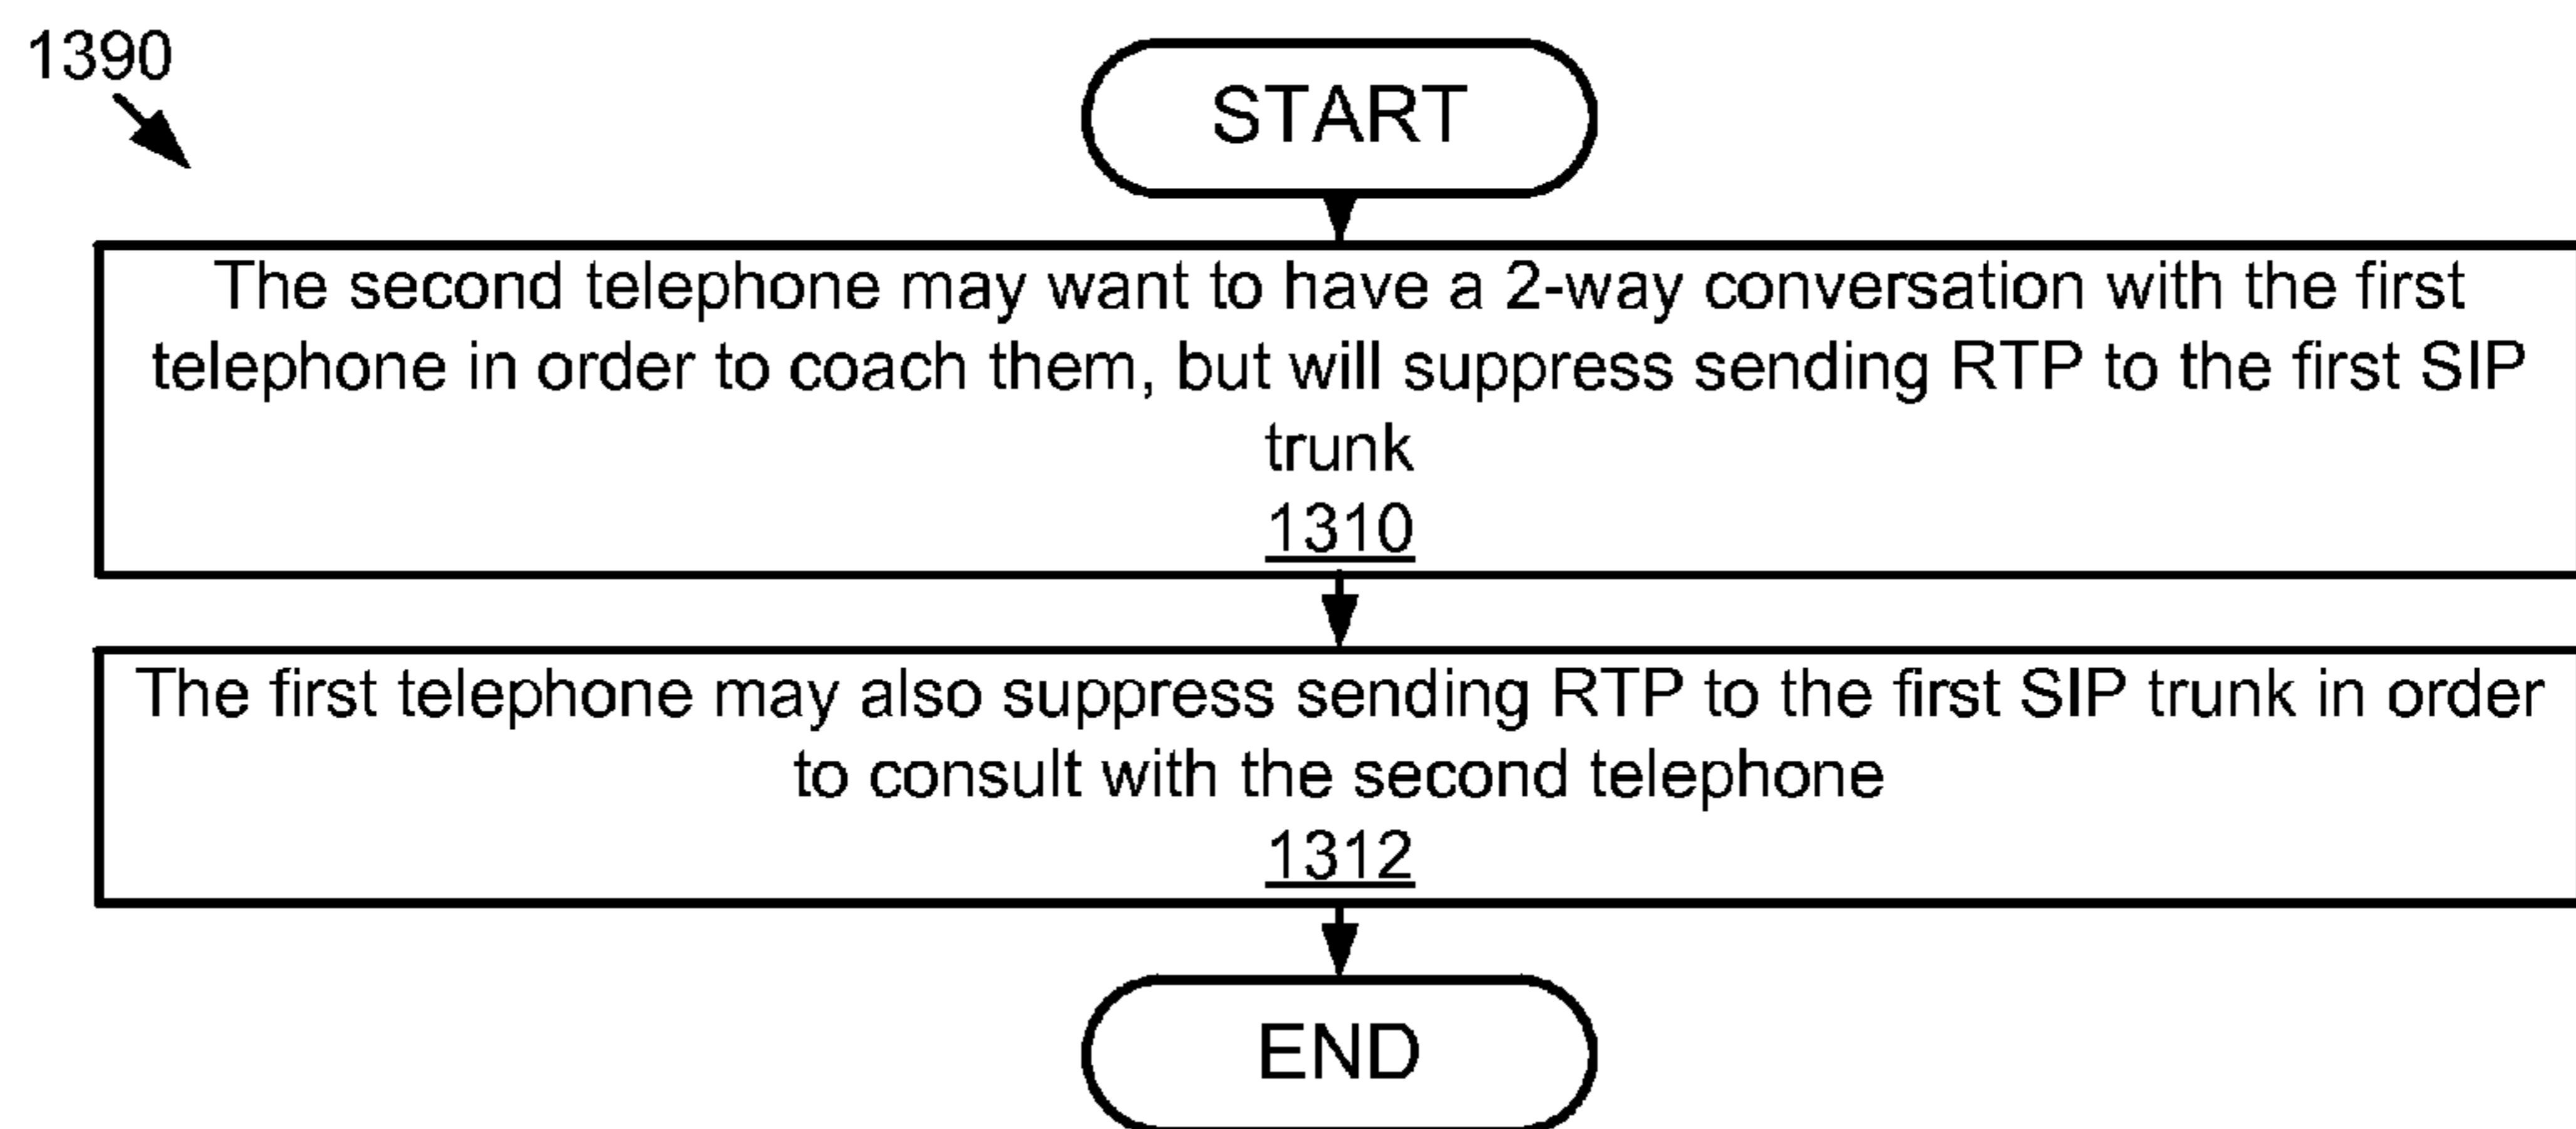 1390
START
The second telephone may want to have a 2-way conversation with the first
telephone in order to coach them, but will suppress sending RTP to the first SIP
trunk
1310
The first telephone may also suppress sending RTP to the first SIP trunk in order
to consult with the second telephone
1312
END